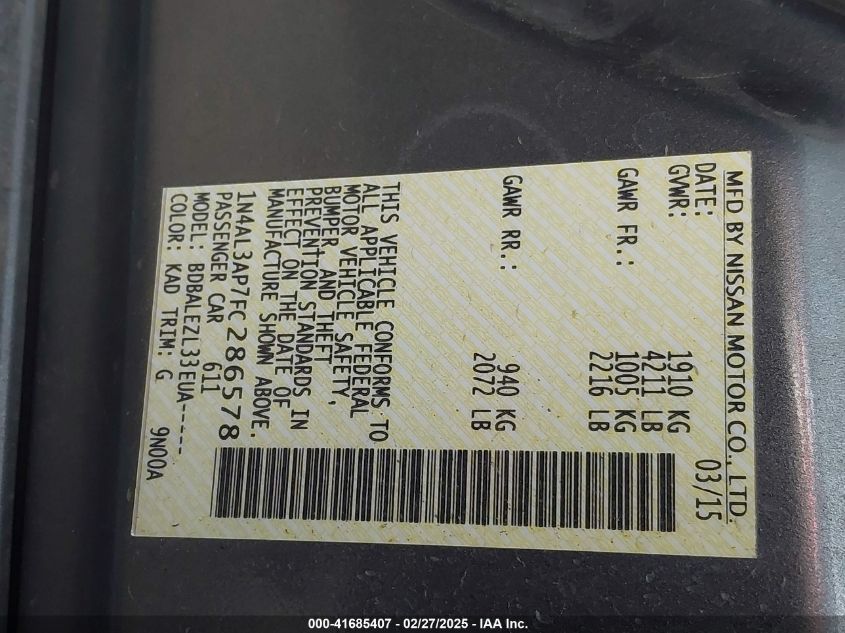 MFD BY NISSAN MOTOR CO., LTD.
DATE: 03/15
GVWR: 1910 KG
4211 LB
GAWR FR.: 1005 KG
2216 LB
GAWR RR.: 940 KG
2072 LB
THIS VEHICLE CONFORMS TO
ALL APPLICABLE FEDERAL
MOTOR VEHICLE SAFETY,
BUMPER, AND THEFT
PREVENTION STANDARDS IN
EFFECT ON THE DATE OF
MANUFACTURE SHOWN ABOVE.
1N4AL3AP7FC286578
PASSENGER CAR 611
MODEL: BDBALEZL33EUA-----
COLOR: KAD TRIM: G 9N00A
000-41685407 - 02/27/2025 - IAA Inc.